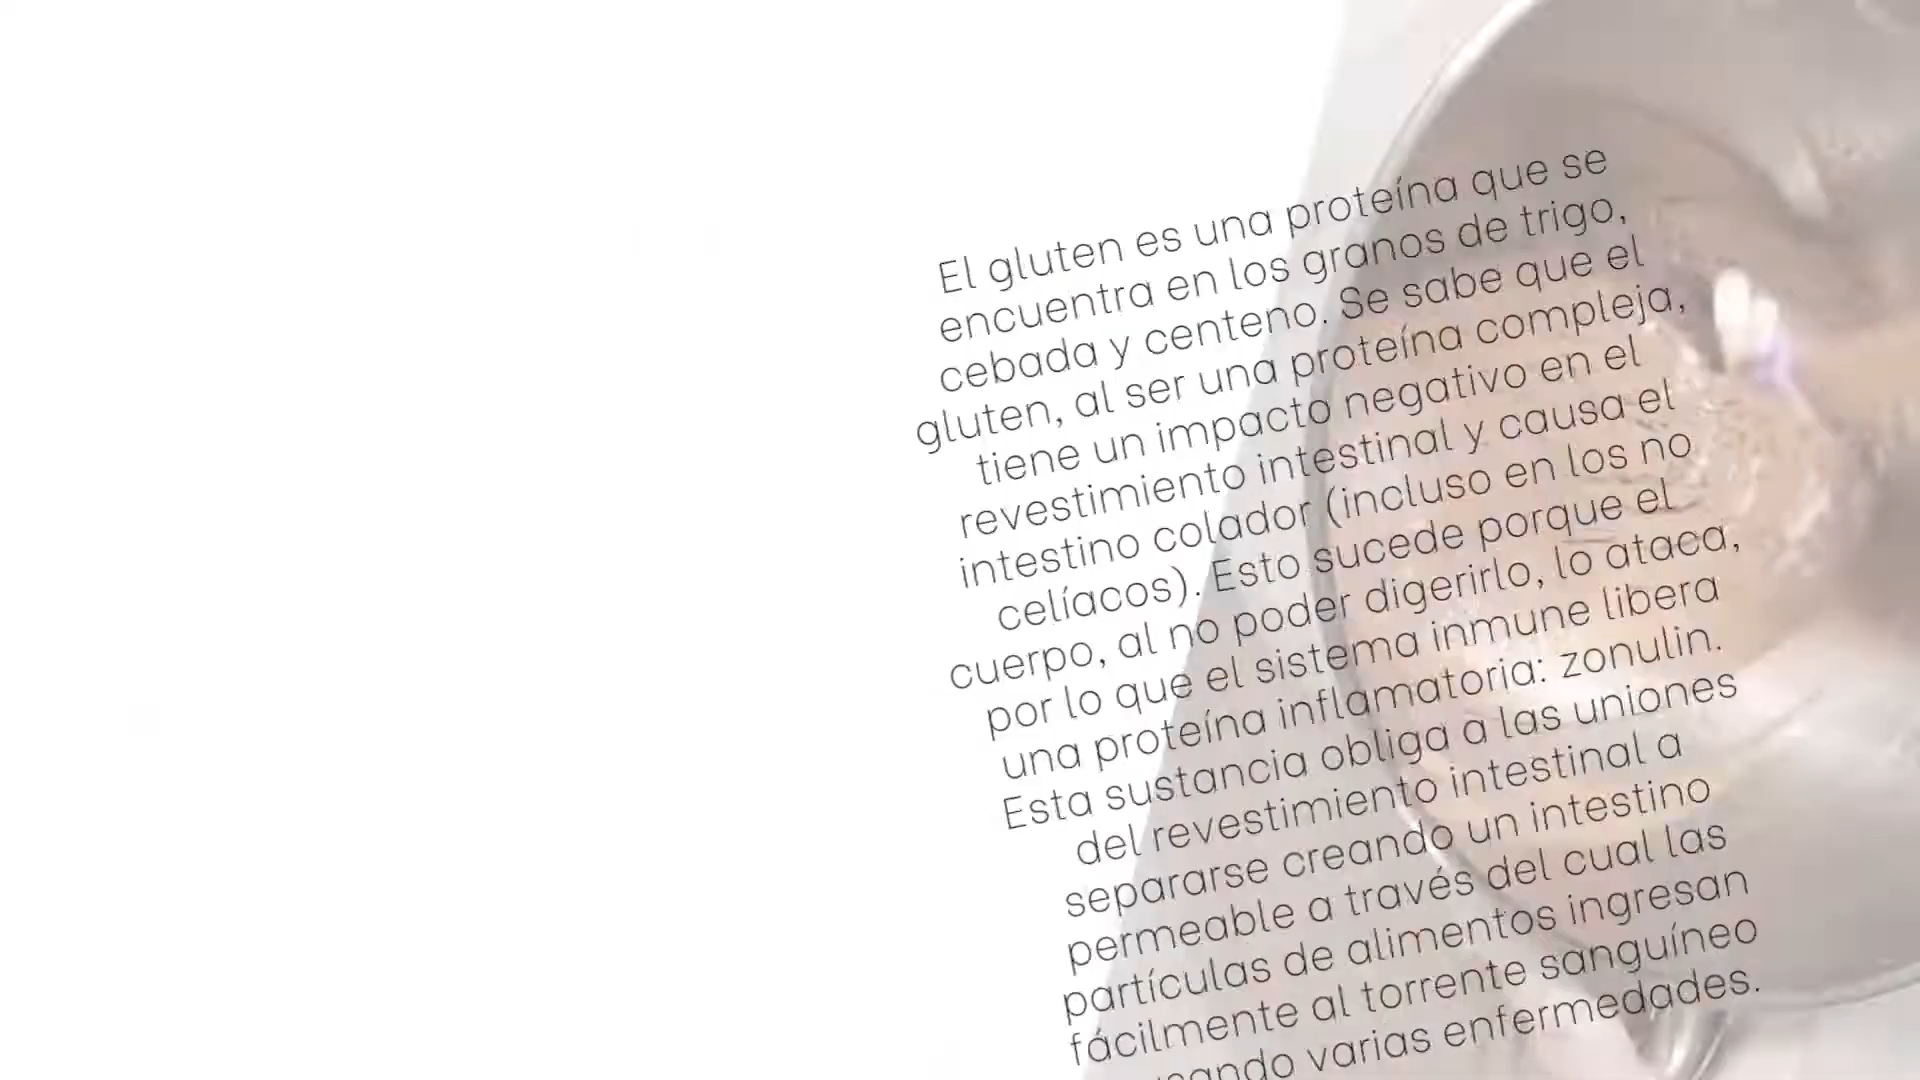 El gluten es una proteína que se
encuentra en los granos de trigo,
cebada y centeno. Se sabe que el
gluten, al ser una proteína compleja,
tiene un impacto negativo en el
revestimiento intestinal y causa el
intestino colador (incluso en los no
celíacos). Esto sucede porque el
cuerpo, al no poder digerirlo, lo ataca,
por lo que el sistema inmune libera
una proteína inflamatoria: zonulin.
Esta sustancia obliga a las uniones
del revestimiento intestinal a
separarse creando un intestino
permeable a través del cual las
partículas de alimentos ingresan
fácilmente al torrente sanguíneo
varias enfermedades.